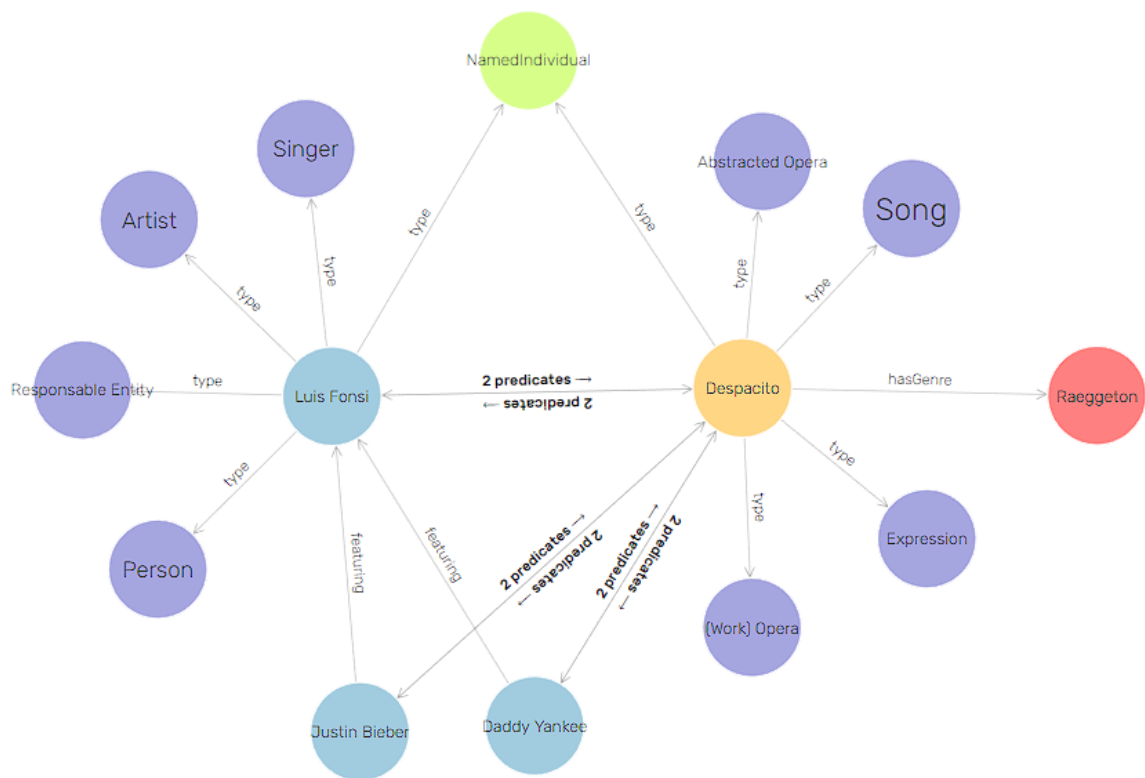 NamedIndividual
Singer
Abstracted Opera
Song
Artist
type
type
type
type
type
type
Responsable Entity
type
Luis Fonsi
2 predicates →
2 predicates →
Despacito
hasGenre
Raeggeton
type
type
type
Person
featuring
featuring
2 predicates →
2 predicates →
2 predicates →
2 predicates →
Expression
(Work) Opera
Justin Bieber
Daddy Yankee